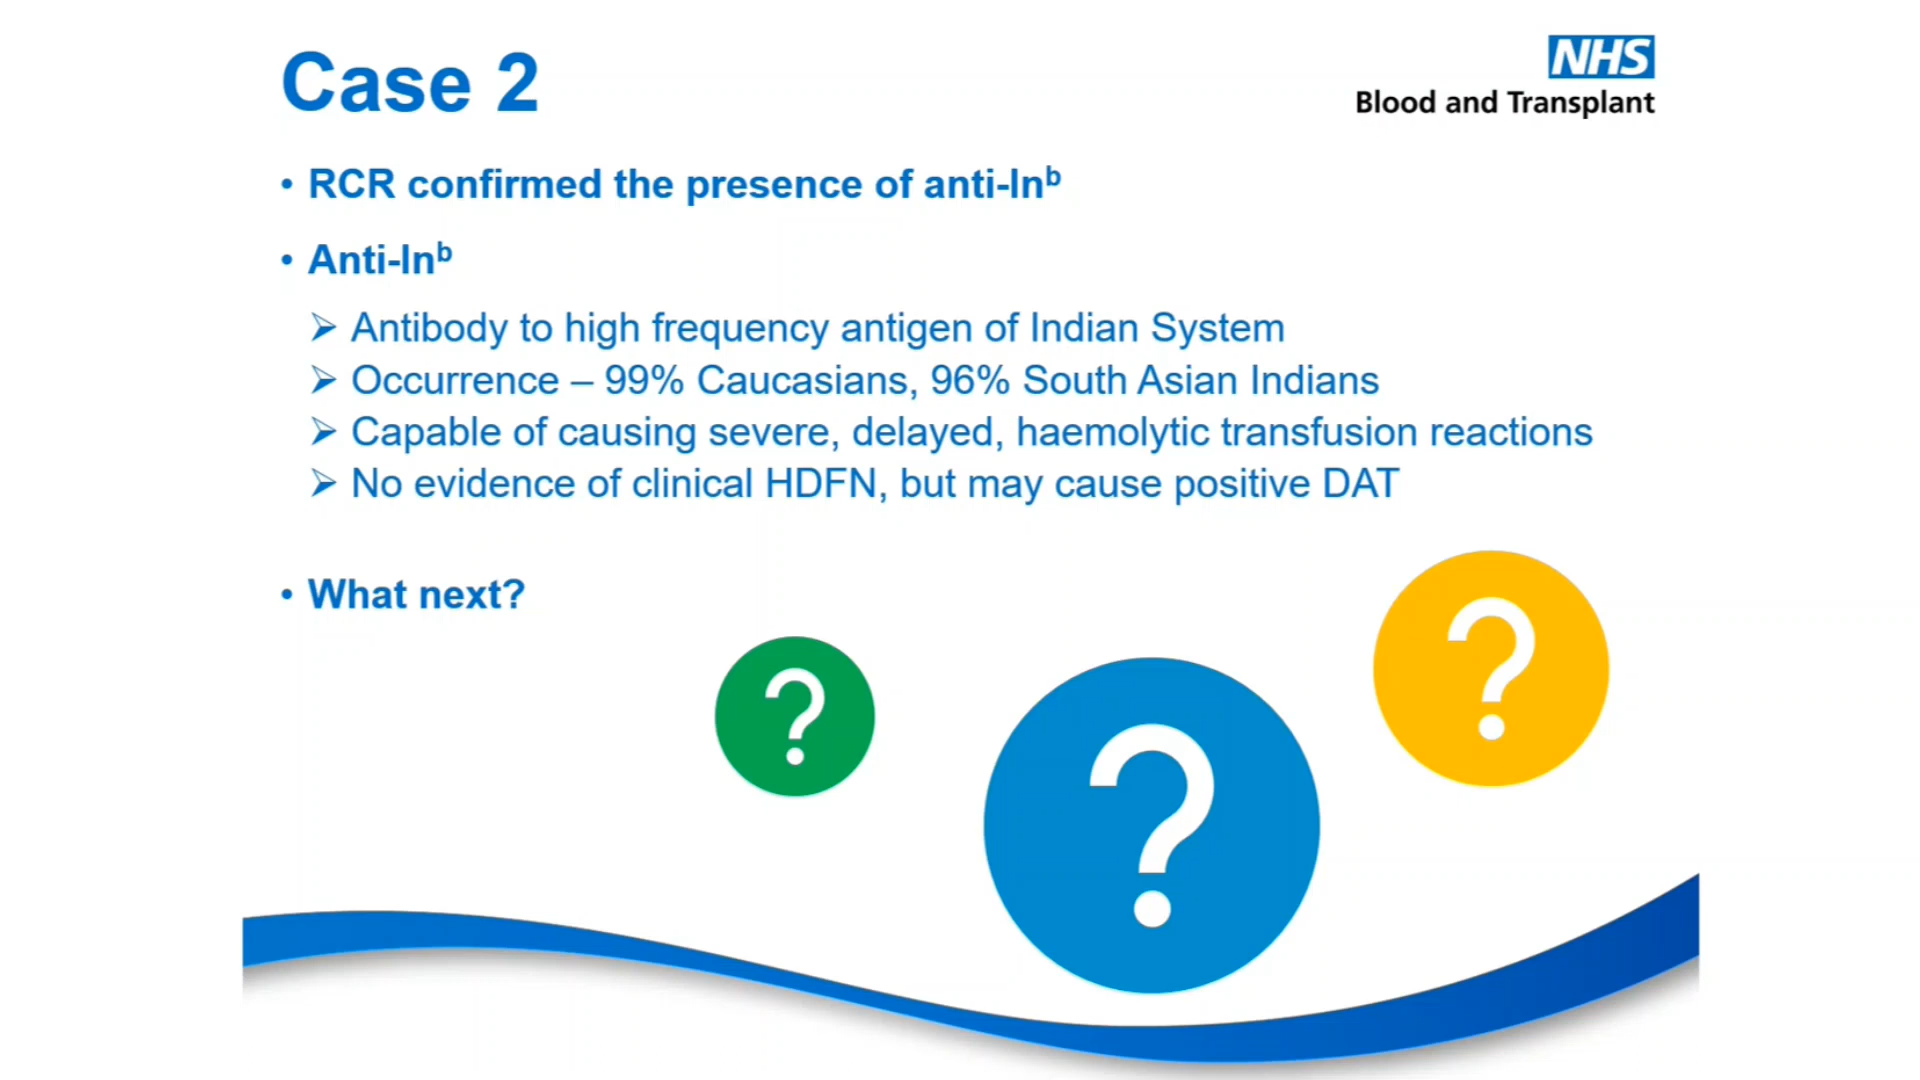 Case 2
NHS
Blood and Transplant
• RCR confirmed the presence of anti-Inᵇ
• Anti-Inᵇ
➢ Antibody to high frequency antigen of Indian System
➢ Occurrence – 99% Caucasians, 96% South Asian Indians
➢ Capable of causing severe, delayed, haemolytic transfusion reactions
➢ No evidence of clinical HDFN, but may cause positive DAT
• What next?
? ? ?